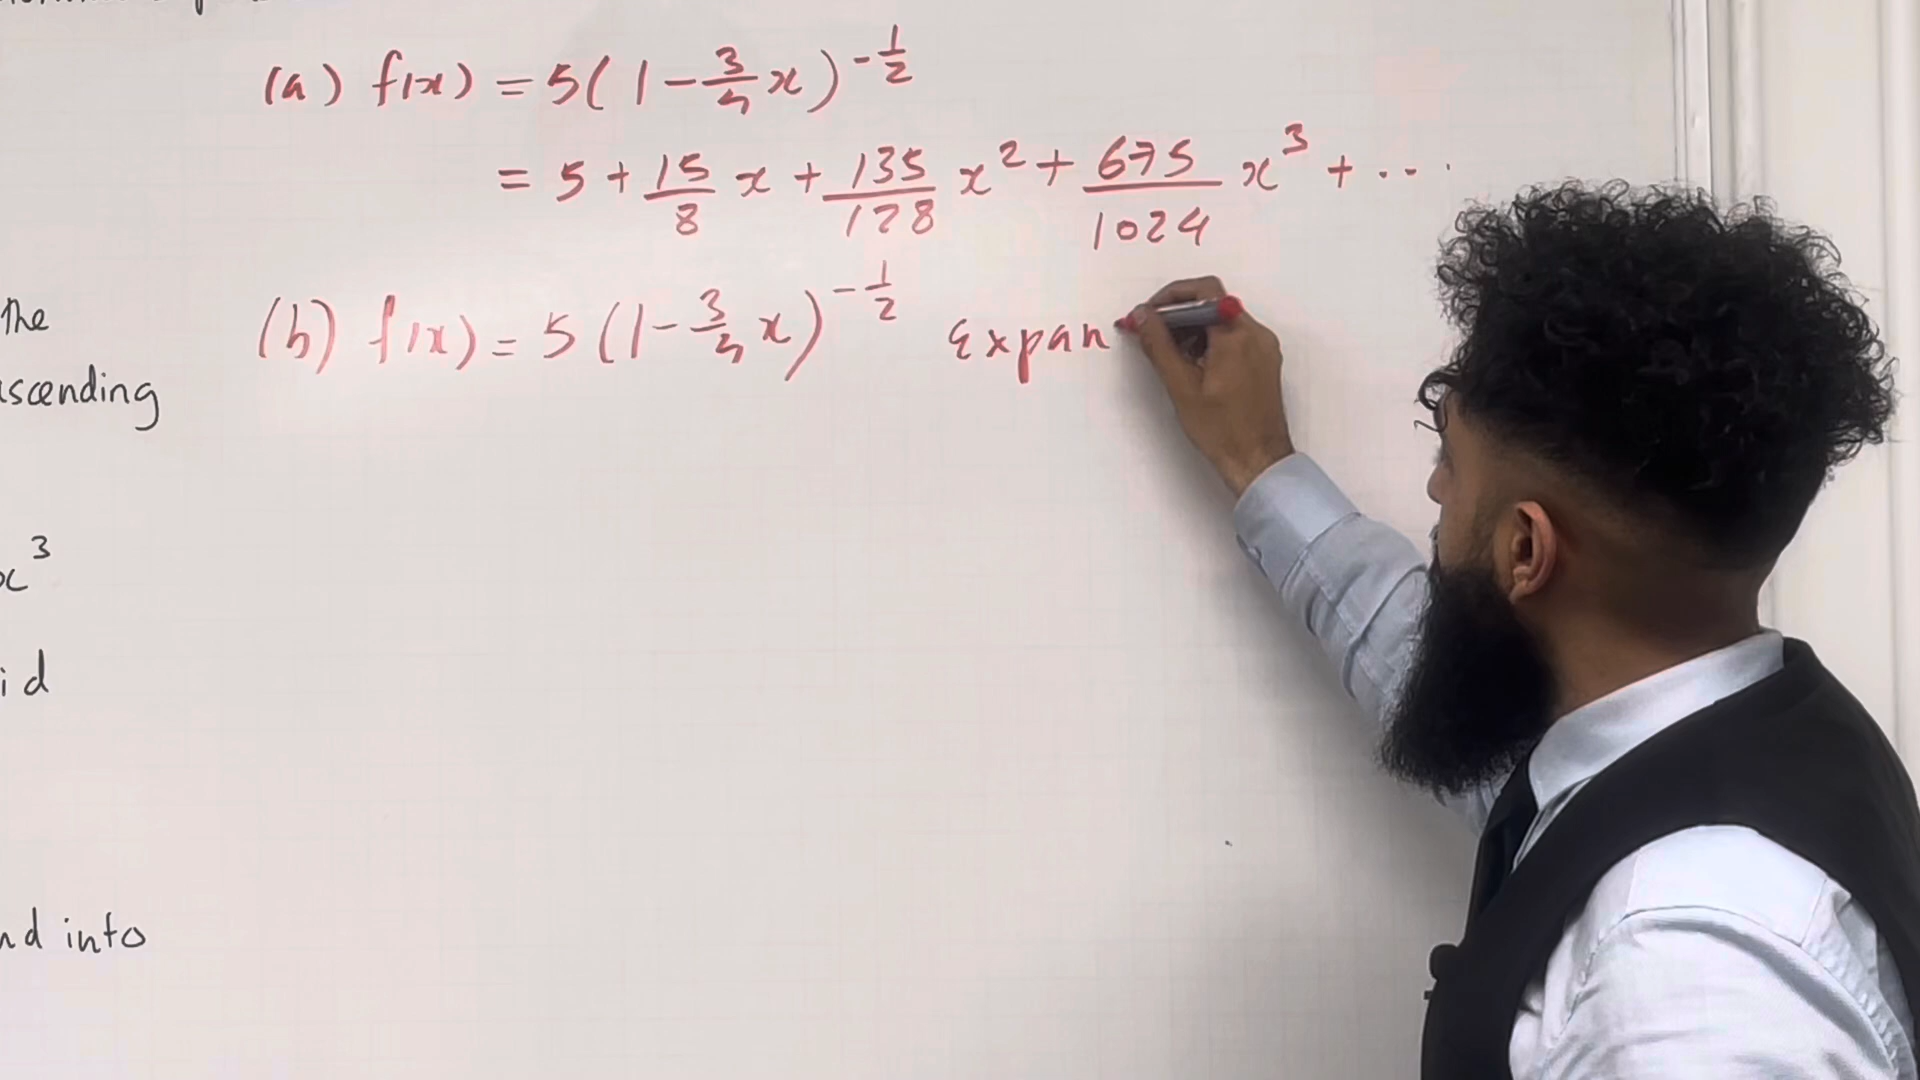 (a) f(x) = 5(1 - 3/4 x)^-1/2
= 5 + 15/8 x + 135/128 x² + 675/1024 x³ + ...
(b) f(x) = 5(1 - 3/4 x)^-1/2 Expan
the
scending
x³
id
nd into